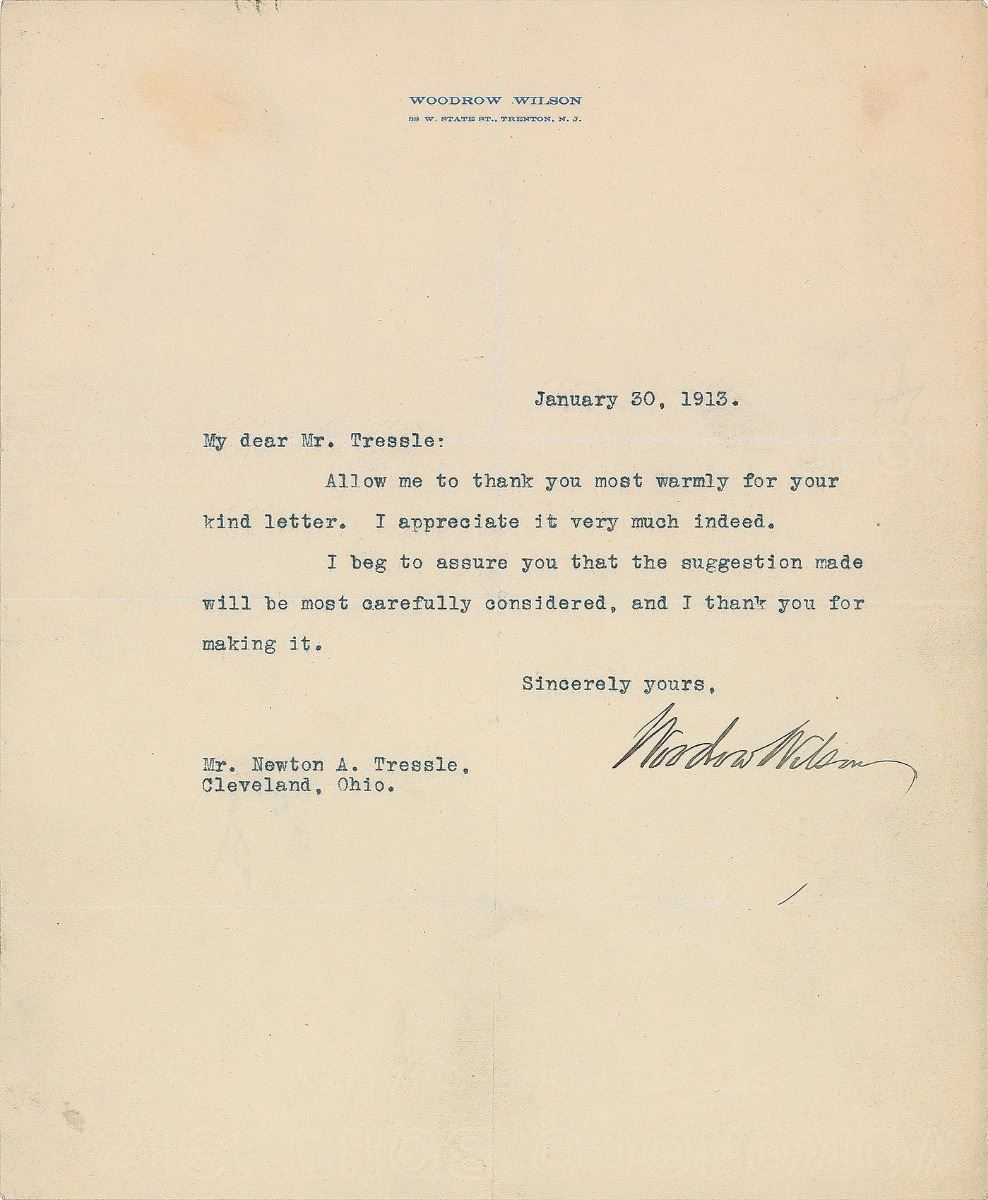 WOODROW WILSON
W. STATE ST., TRENTON, N. J.
January 30, 1913.
My dear Mr. Tressle:
Allow me to thank you most warmly for your
kind letter. I appreciate it very much indeed.
I beg to assure you that the suggestion made
will be most carefully considered, and I thank you for
making it.
Sincerely yours,
Woodrow Wilson
Mr. Newton A. Tressle,
Cleveland, Ohio.